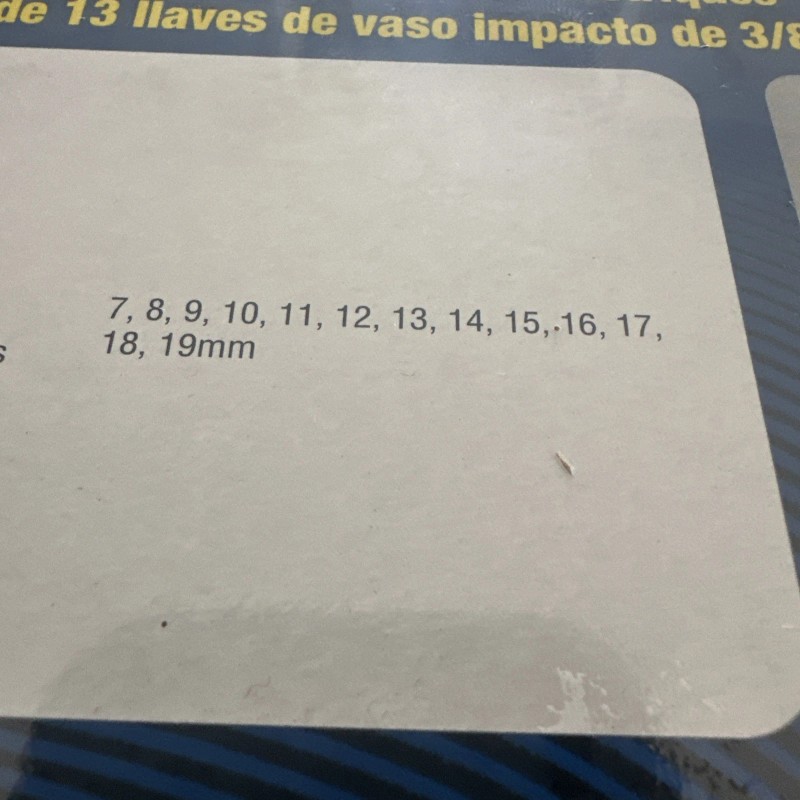 de 13 llaves de vaso impacto de 3/8
7, 8, 9, 10, 11, 12, 13, 14, 15, 16, 17,
18, 19mm